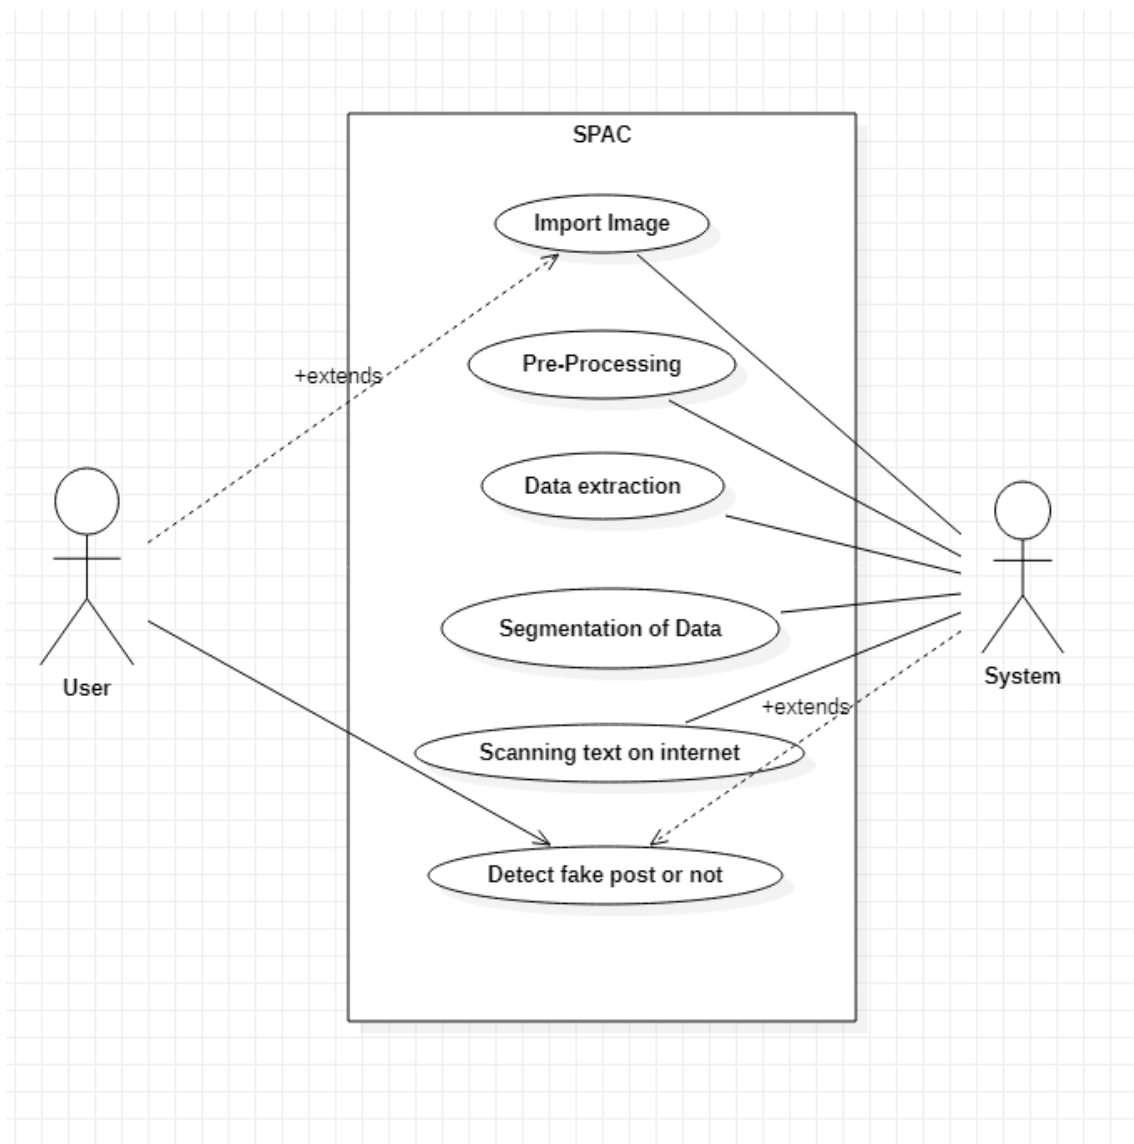 SPAC
Import Image
Pre-Processing
+extends
Data extraction
Segmentation of Data
User
System
+extends
Scanning text on internet
Detect fake post or not